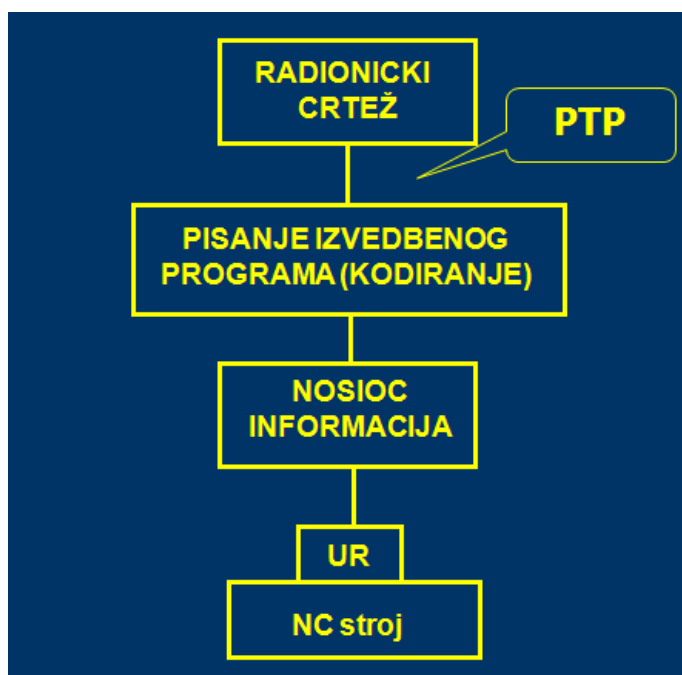 RADIONICKI
CRTEŽ
PTP
PISANJE IZVEDBENOG
PROGRAMA (KODIRANJE)
NOSIOC
INFORMACIJA
UR
NC stroj